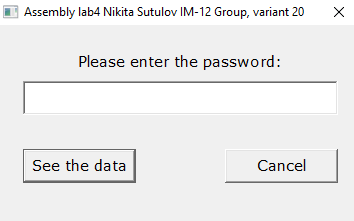 Assembly lab4 Nikita Sutulov IM-12 Group, variant 20
Please enter the password:
See the data
Cancel